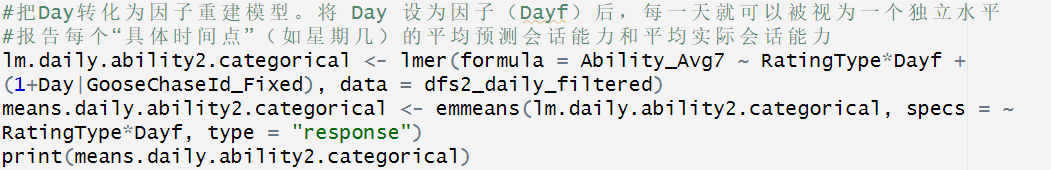 #把Day转化为因子重建模型。将 Day 设为因子（Dayf）后，每一天就可以被视为一个独立水平
#报告每个“具体时间点”（如星期几）的平均预测会话能力和平均实际会话能力
lm.daily.ability2.categorical <- lmer(formula = Ability_Avg7 ~ RatingType*Dayf +
(1+Day|GooseChaseId_Fixed), data = dfs2_daily_filtered)
means.daily.ability2.categorical <- emmeans(lm.daily.ability2.categorical, specs = ~
RatingType*Dayf, type = "response")
print(means.daily.ability2.categorical)